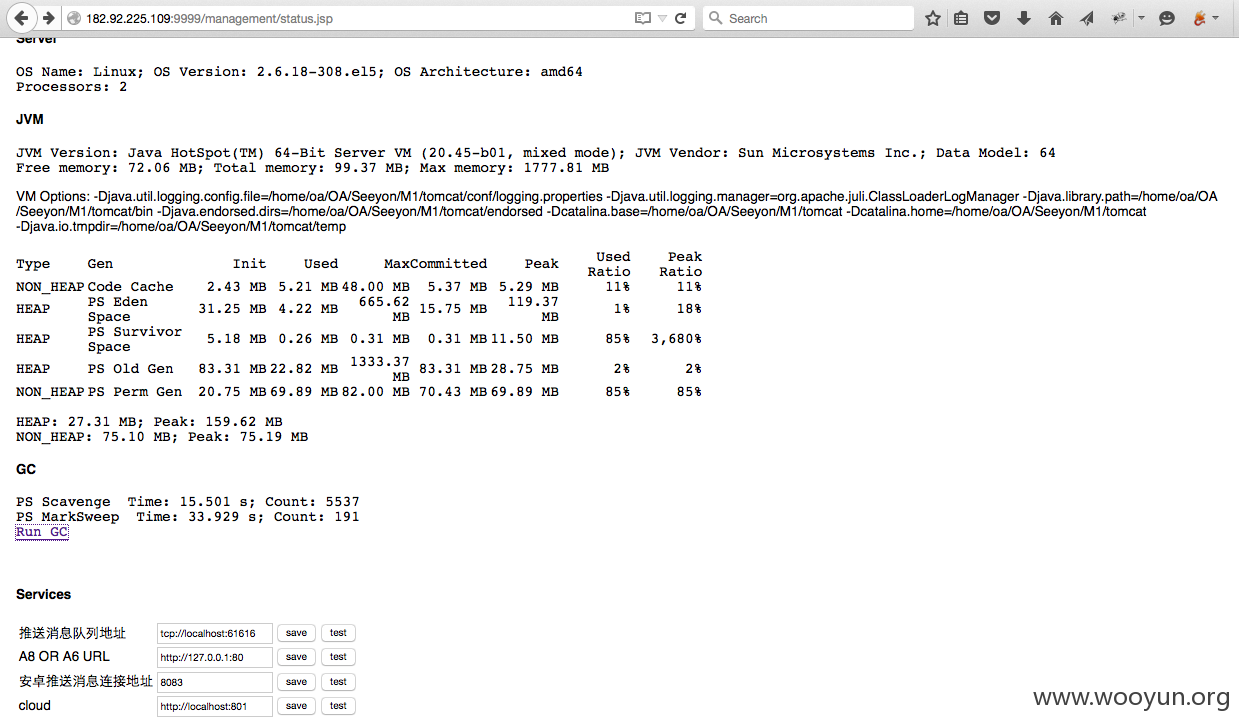 182.92.225.109:9999/management/status.jsp
Search
Server
OS Name: Linux; OS Version: 2.6.18-308.el5; OS Architecture: amd64
Processors: 2
JVM
JVM Version: Java HotSpot(TM) 64-Bit Server VM (20.45-b01, mixed mode); JVM Vendor: Sun Microsystems Inc.; Data Model: 64
Free memory: 72.06 MB; Total memory: 99.37 MB; Max memory: 1777.81 MB
VM Options: -Djava.util.logging.config.file=/home/oa/OA/Seeyon/M1/tomcat/conf/logging.properties -Djava.util.logging.manager=org.apache.juli.ClassLoaderLogManager -Djava.library.path=/home/oa/OA
/Seeyon/M1/tomcat/bin -Djava.endorsed.dirs=/home/oa/OA/Seeyon/M1/tomcat/endorsed -Dcatalina.base=/home/oa/OA/Seeyon/M1/tomcat -Dcatalina.home=/home/oa/OA/Seeyon/M1/tomcat
-Djava.io.tmpdir=/home/oa/OA/Seeyon/M1/tomcat/temp
Type Gen Init Used Max Committed Peak Used Ratio Peak Ratio
NON_HEAP Code Cache 2.43 MB 5.21 MB 48.00 MB 5.37 MB 5.29 MB 11% 11%
HEAP PS Eden Space 31.25 MB 4.22 MB 665.62 MB 15.75 MB 119.37 MB 1% 18%
HEAP PS Survivor Space 5.18 MB 0.26 MB 0.31 MB 0.31 MB 11.50 MB 85% 3,680%
HEAP PS Old Gen 83.31 MB 22.82 MB 1333.37 MB 83.31 MB 28.75 MB 2% 2%
NON_HEAP PS Perm Gen 20.75 MB 69.89 MB 82.00 MB 70.43 MB 69.89 MB 85% 85%
HEAP: 27.31 MB; Peak: 159.62 MB
NON_HEAP: 75.10 MB; Peak: 75.19 MB
GC
PS Scavenge Time: 15.501 s; Count: 5537
PS MarkSweep Time: 33.929 s; Count: 191
Run GC
Services
推送消息队列地址 tcp://localhost:61616 save test
A8 OR A6 URL http://127.0.0.1:80 save test
安卓推送消息连接地址 8083 save test
cloud http://localhost:801 save test
www.wooyun.org